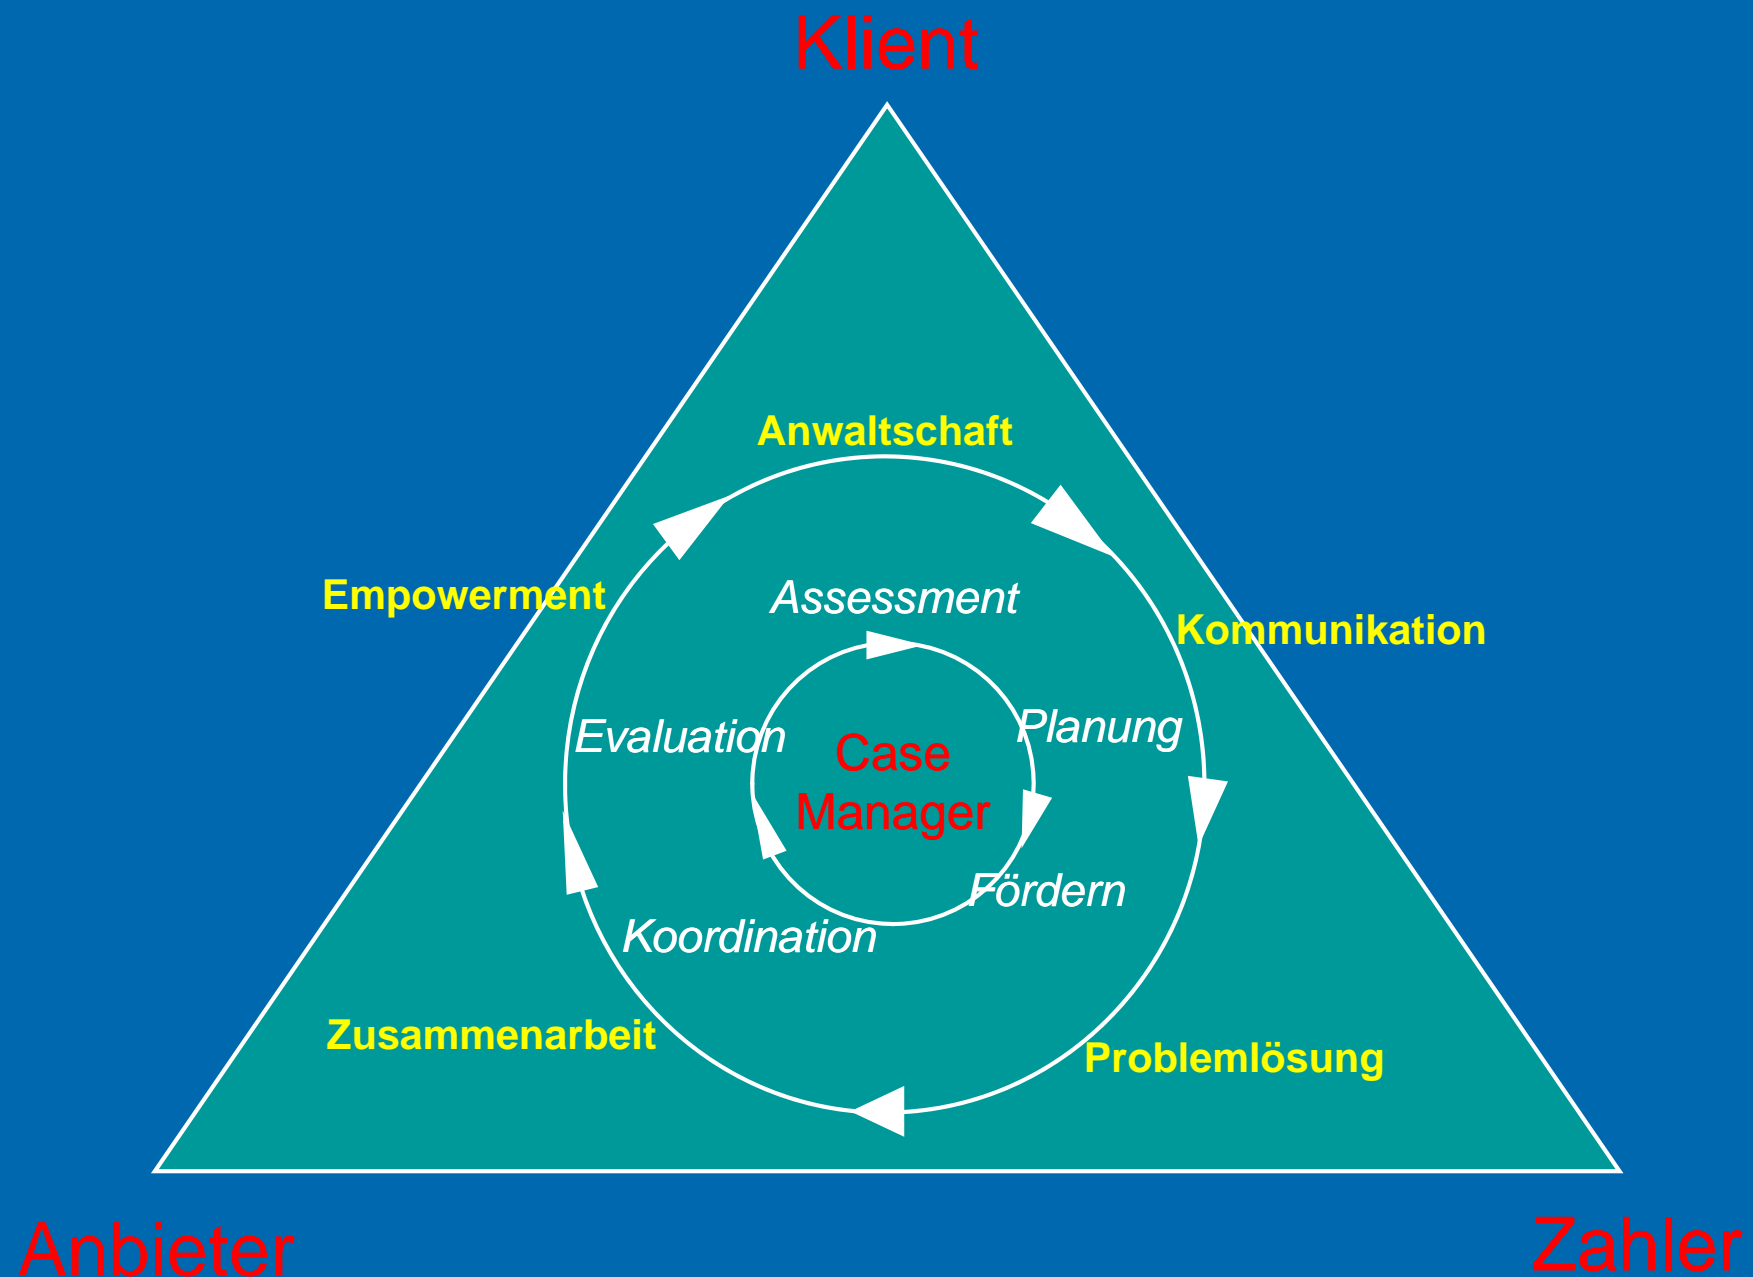 Klient
Anwaltschaft
Empowerment
Assessment
Kommunikation
Evaluation
Planung
Case
Manager
Fördern
Koordination
Zusammenarbeit
Problemlösung
Anbieter
Zahler